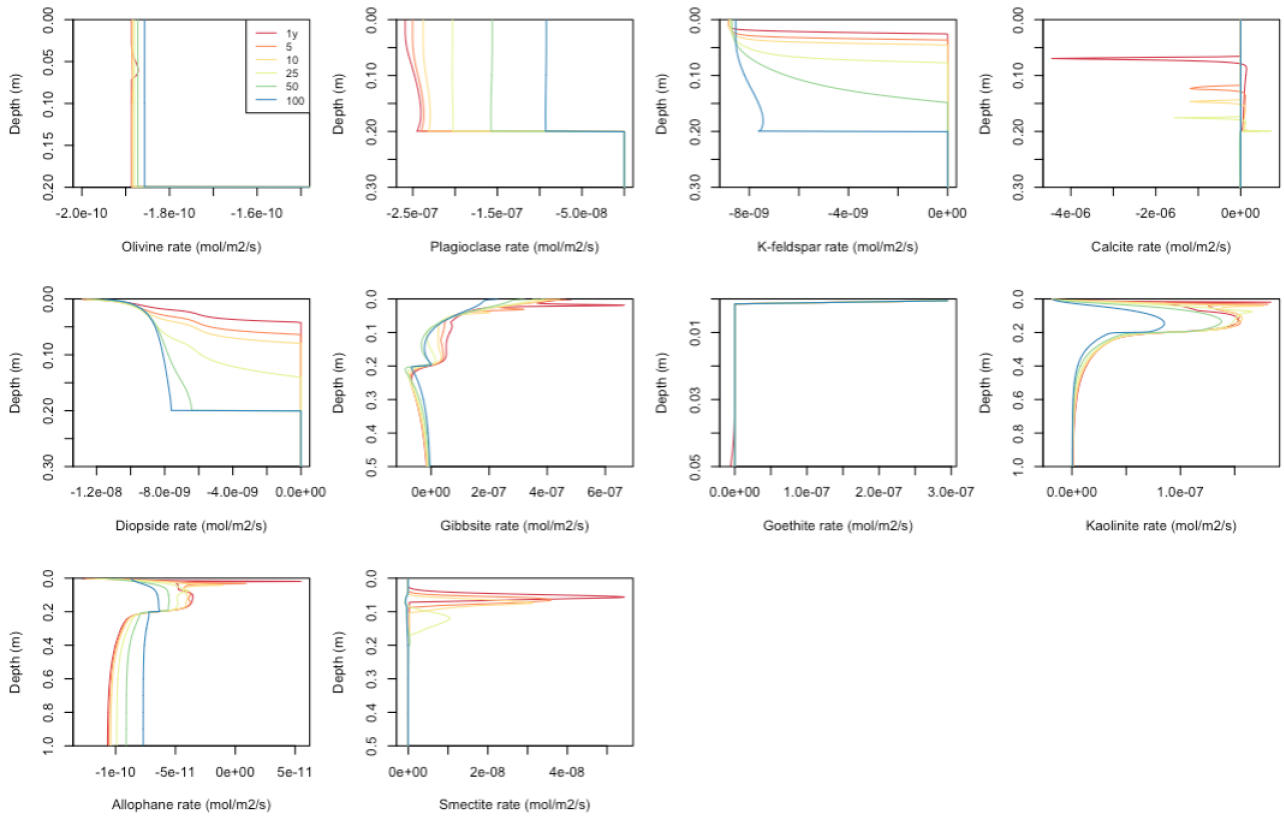 0.00
0.05
0.10
0.15
0.20
Depth (m)
-2.0e-10
-1.8e-10
-1.6e-10
Olivine rate (mol/m2/s)
1y
5
10
25
50
100
0.00
0.10
0.20
0.30
Depth (m)
-2.5e-07
-1.5e-07
-5.0e-08
Plagioclase rate (mol/m2/s)
0.00
0.10
0.20
0.30
Depth (m)
-8e-09
-4e-09
0e+00
K-feldspar rate (mol/m2/s)
0.00
0.10
0.20
0.30
Depth (m)
-4e-06
-2e-06
0e+00
Calcite rate (mol/m2/s)
0.00
0.10
0.20
0.30
Depth (m)
-1.2e-08
-8.0e-09
-4.0e-09
0.0e+00
Diopside rate (mol/m2/s)
0.0
0.1
0.2
0.3
0.4
0.5
Depth (m)
0e+00
2e-07
4e-07
6e-07
Gibbsite rate (mol/m2/s)
0.01
0.03
0.05
Depth (m)
0.0e+00
1.0e-07
2.0e-07
3.0e-07
Goethite rate (mol/m2/s)
0.0
0.2
0.4
0.6
0.8
1.0
Depth (m)
0.0e+00
1.0e-07
Kaolinite rate (mol/m2/s)
0.0
0.2
0.4
0.6
0.8
1.0
Depth (m)
-1e-10
-5e-11
0e+00
5e-11
Allophane rate (mol/m2/s)
0.0
0.1
0.2
0.3
0.4
0.5
Depth (m)
0e+00
2e-08
4e-08
Smectite rate (mol/m2/s)